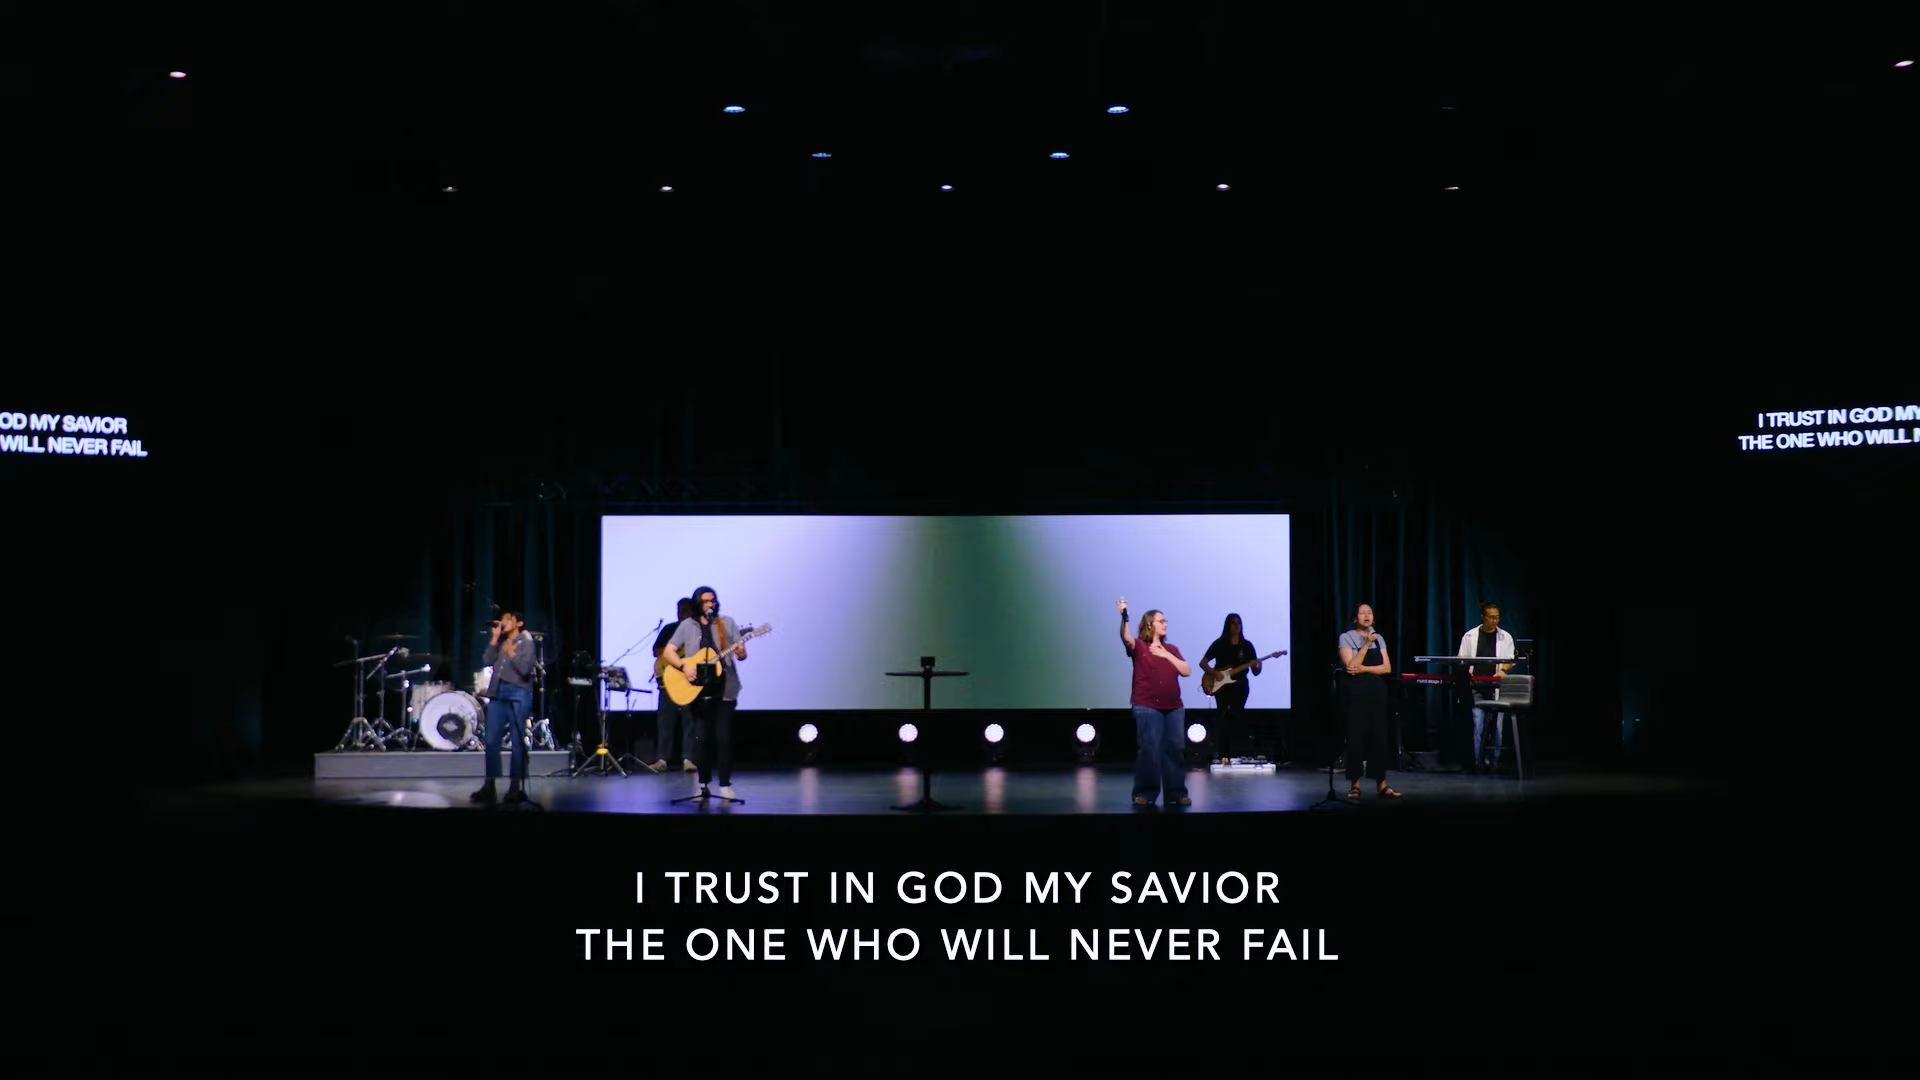 OD MY SAVIOR
WILL NEVER FAIL
I TRUST IN GOD MY
THE ONE WHO WILL
I TRUST IN GOD MY SAVIOR
THE ONE WHO WILL NEVER FAIL